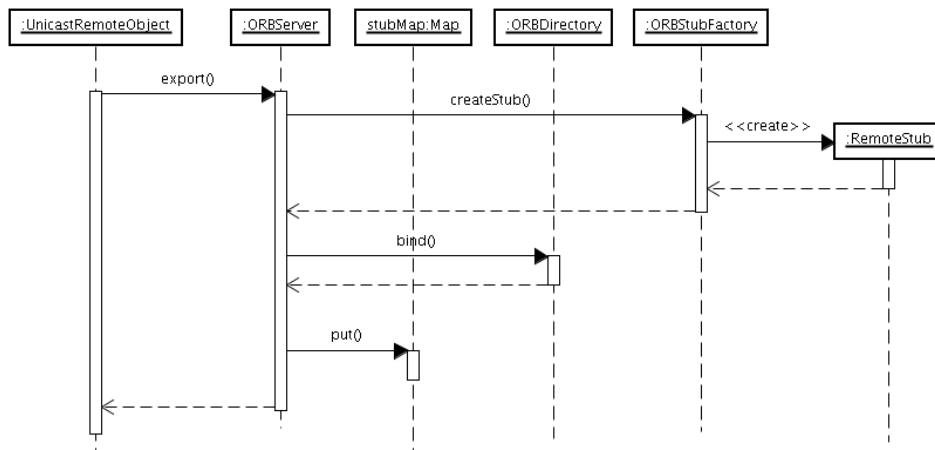 :UnicastRemoteObject
:ORBServer
stubMap:Map
:ORBDirectory
:ORBStubFactory
export()
createStub()
<<create>>
:RemoteStub
bind()
put()